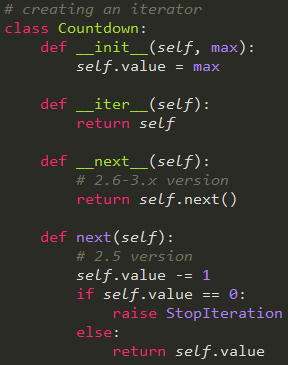 # creating an iterator
class Countdown:
    def __init__(self, max):
        self.value = max

    def __iter__(self):
        return self

    def __next__(self):
        # 2.6-3.x version
        return self.next()

    def next(self):
        # 2.5 version
        self.value -= 1
        if self.value == 0:
            raise StopIteration
        else:
            return self.value